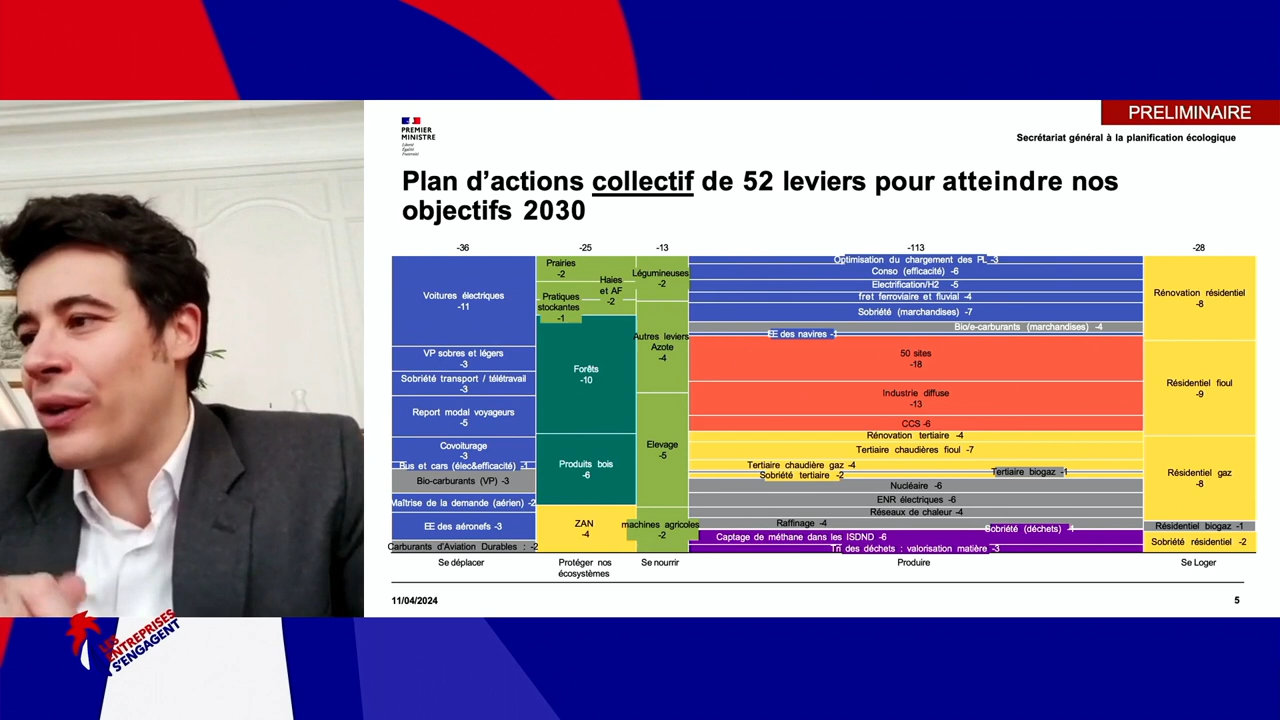 PRELIMINAIRE
PREMIER
MINISTRE
Liberté
Égalité
Fraternité
Secrétariat général à la planification écologique
Plan d'actions collectif de 52 leviers pour atteindre nos
objectifs 2030
-36
-25
-13
-113
-28
Voitures électriques
-11
VP sobres et légers
-3
Sobriété transport / télétravail
-3
Report modal voyageurs
-5
Covoiturage
-3
Bus et cars (élec&efficacité) -1
Bio-carburants (VP) -3
Maîtrise de la demande (aérien) -2
EE des aéronefs -3
Carburants d'Aviation Durables : -2
Prairies
-2
Haies
et AF
-2
Pratiques
stockantes
-1
Forêts
-10
Produits bois
-6
ZAN
-4
Légumineuses
-2
Autres leviers
Azote
-4
Elevage
-5
machines agricoles
-2
Optimisation du chargement des PL -3
Conso (efficacité) -6
Electrification/H2 -5
fret ferroviaire et fluvial -4
Sobriété (marchandises) -7
Bio/e-carburants (marchandises) -4
EE des navires -1
50 sites
-18
Industrie diffuse
-13
CCS -6
Rénovation tertiaire -4
Tertiaire chaudières fioul -7
Tertiaire chaudière gaz -4
Tertiaire biogaz -1
Sobriété tertiaire -2
Nucléaire -6
ENR électriques -6
Réseaux de chaleur -4
Raffinage -4
Sobriété (déchets) -1
Captage de méthane dans les ISDND -6
Tri des déchets : valorisation matière -3
Rénovation résidentiel
-8
Résidentiel fioul
-9
Résidentiel gaz
-8
Résidentiel biogaz -1
Sobriété résidentiel -2
Se déplacer
Protéger nos
écosystèmes
Se nourrir
Produire
Se Loger
11/04/2024
5
LES
ENTREPRISES
S'ENGAGENT